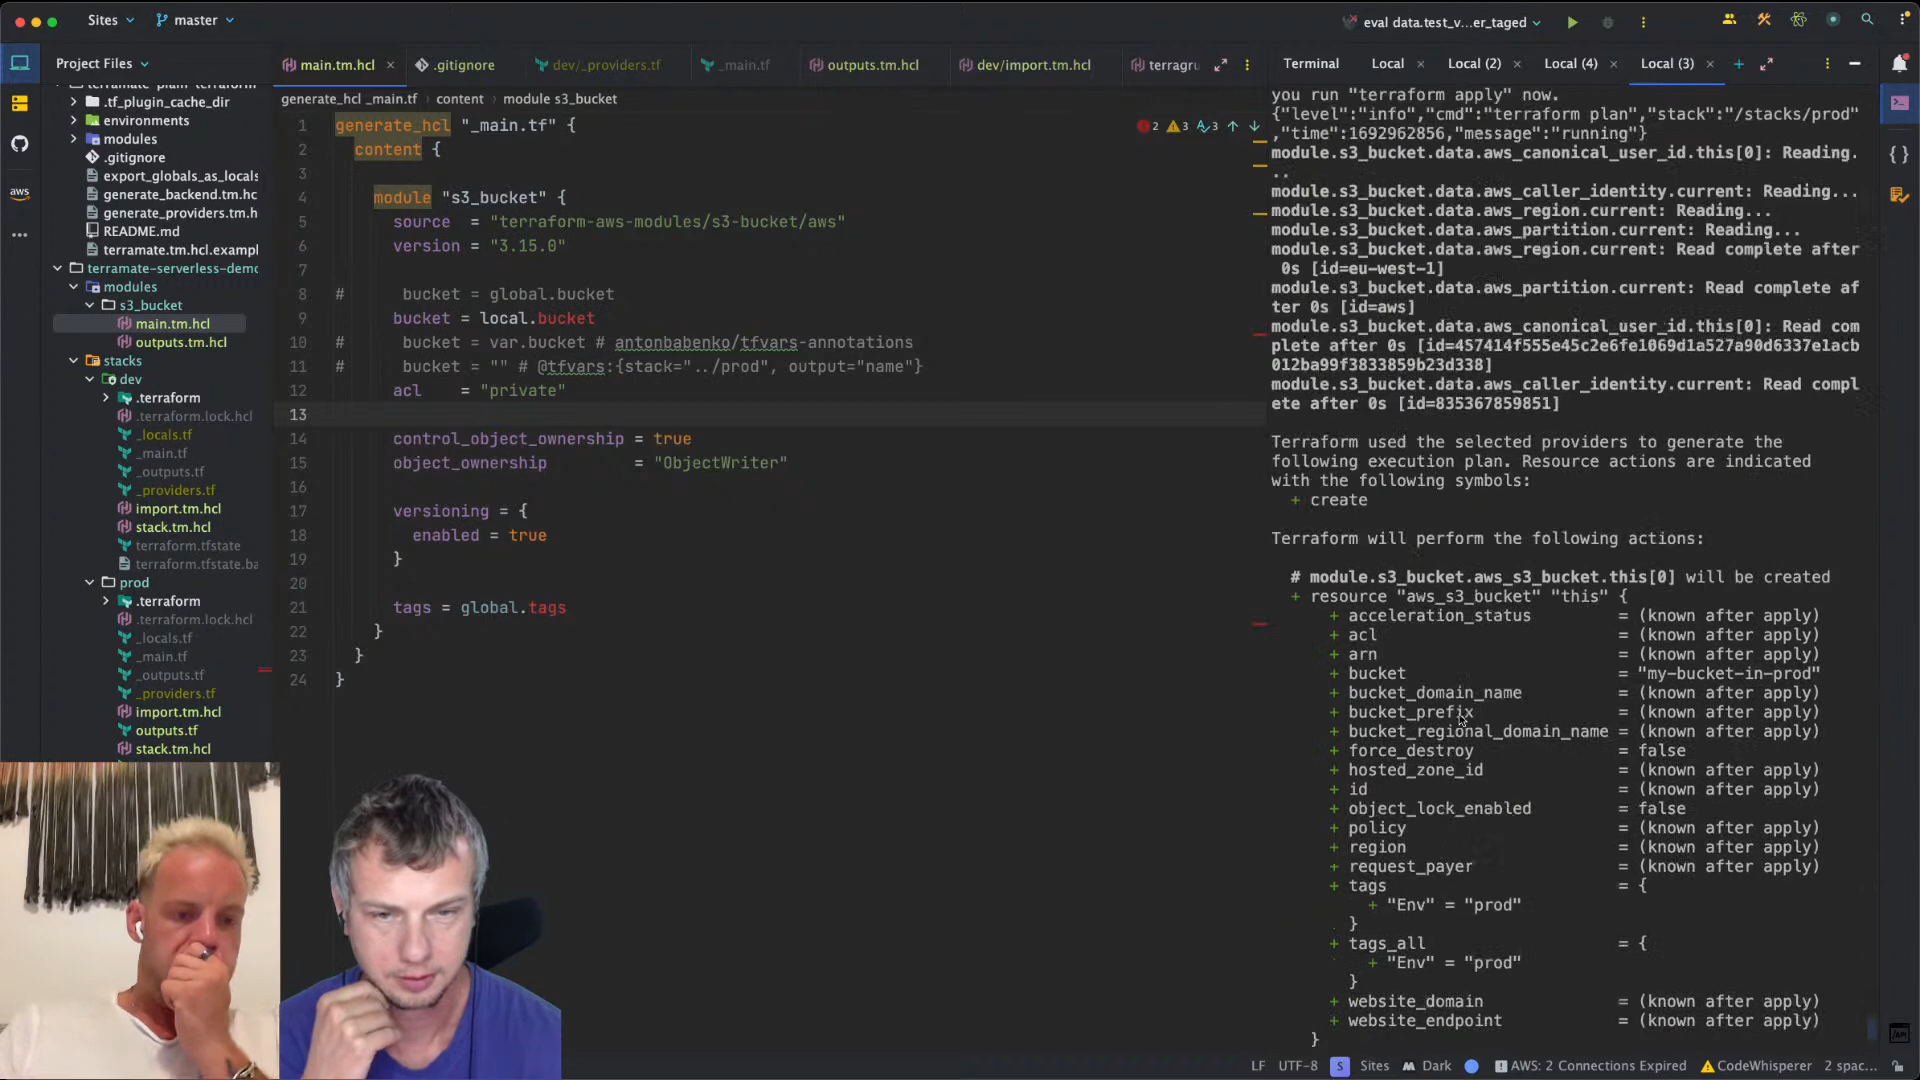 Sites
master
eval data.test_v...er_taged
Project Files
.tf_plugin_cache_dir
environments
modules
.gitignore
export_globals_as_locals
generate_backend.tm.hc
generate_providers.tm.h
README.md
terramate.tm.hcl.exampl
terramate-serverless-demo
modules
s3_bucket
main.tm.hcl
outputs.tm.hcl
stacks
dev
.terraform
.terraform.lock.hcl
_locals.tf
_main.tf
_outputs.tf
_providers.tf
import.tm.hcl
stack.tm.hcl
terraform.tfstate
terraform.tfstate.ba
prod
.terraform
.terraform.lock.hcl
_locals.tf
_main.tf
_outputs.tf
_providers.tf
import.tm.hcl
outputs.tf
stack.tm.hcl
aws
main.tm.hcl
.gitignore
dev/_providers.tf
_main.tf
outputs.tm.hcl
dev/import.tm.hcl
terragru
generate_hcl _main.tf content module s3_bucket
2 3 3
1 generate_hcl "_main.tf" {
2 content {
3
4 module "s3_bucket" {
5 source = "terraform-aws-modules/s3-bucket/aws"
6 version = "3.15.0"
7
8 # bucket = global.bucket
9 bucket = local.bucket
10 # bucket = var.bucket # antonbabenko/tfvars-annotations
11 # bucket = "" # @tfvars:{stack="../prod", output="name"}
12 acl = "private"
13
14 control_object_ownership = true
15 object_ownership = "ObjectWriter"
16
17 versioning = {
18 enabled = true
19 }
20
21 tags = global.tags
22 }
23 }
24 }
Terminal Local Local (2) Local (4) Local (3)
you run "terraform apply" now.
{"level":"info","cmd":"terraform plan","stack":"/stacks/prod"
,"time":1692962856,"message":"running"}
module.s3_bucket.data.aws_canonical_user_id.this[0]: Reading.
..
module.s3_bucket.data.aws_caller_identity.current: Reading...
module.s3_bucket.data.aws_region.current: Reading...
module.s3_bucket.data.aws_partition.current: Reading...
module.s3_bucket.data.aws_region.current: Read complete after
0s [id=eu-west-1]
module.s3_bucket.data.aws_partition.current: Read complete af
ter 0s [id=aws]
module.s3_bucket.data.aws_canonical_user_id.this[0]: Read com
plete after 0s [id=457414f555e45c2e6fe1069d1a527a90d6337e1acb
012ba99f3833859b23d338]
module.s3_bucket.data.aws_caller_identity.current: Read compl
ete after 0s [id=835367859851]
Terraform used the selected providers to generate the
following execution plan. Resource actions are indicated
with the following symbols:
+ create
Terraform will perform the following actions:
# module.s3_bucket.aws_s3_bucket.this[0] will be created
+ resource "aws_s3_bucket" "this" {
+ acceleration_status = (known after apply)
+ acl = (known after apply)
+ arn = (known after apply)
+ bucket = "my-bucket-in-prod"
+ bucket_domain_name = (known after apply)
+ bucket_prefix = (known after apply)
+ bucket_regional_domain_name = (known after apply)
+ force_destroy = false
+ hosted_zone_id = (known after apply)
+ id = (known after apply)
+ object_lock_enabled = false
+ policy = (known after apply)
+ region = (known after apply)
+ request_payer = (known after apply)
+ tags = {
+ "Env" = "prod"
}
+ tags_all = {
+ "Env" = "prod"
}
+ website_domain = (known after apply)
+ website_endpoint = (known after apply)
}
LF UTF-8 S Sites Dark AWS: 2 Connections Expired CodeWhisperer 2 spac...